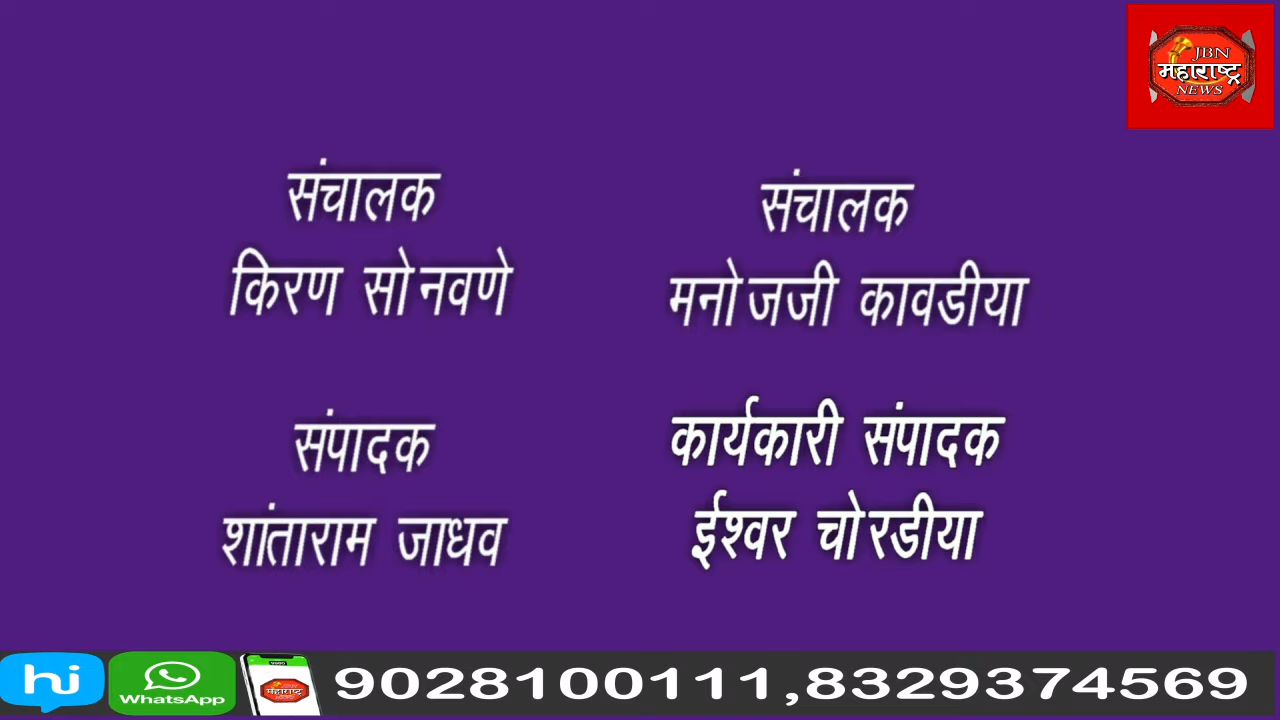 JBN
महाराष्ट्र
NEWS
संचालक
किरण सोनवणे
संचालक
मनोजजी कावडीया
संपादक
शांताराम जाधव
कार्यकारी संपादक
ईश्वर चोरडीया
hi
WhatsApp
महाराष्ट्र
9028100111,8329374569